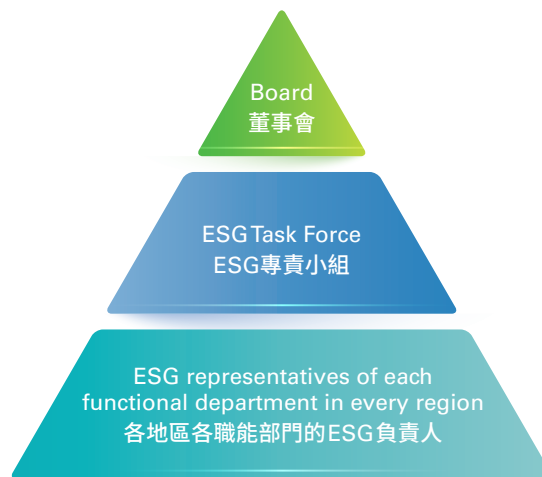 Board
董事會
ESG Task Force
ESG專責小組
ESG representatives of each
functional department in every region
各地區各職能部門的ESG負責人